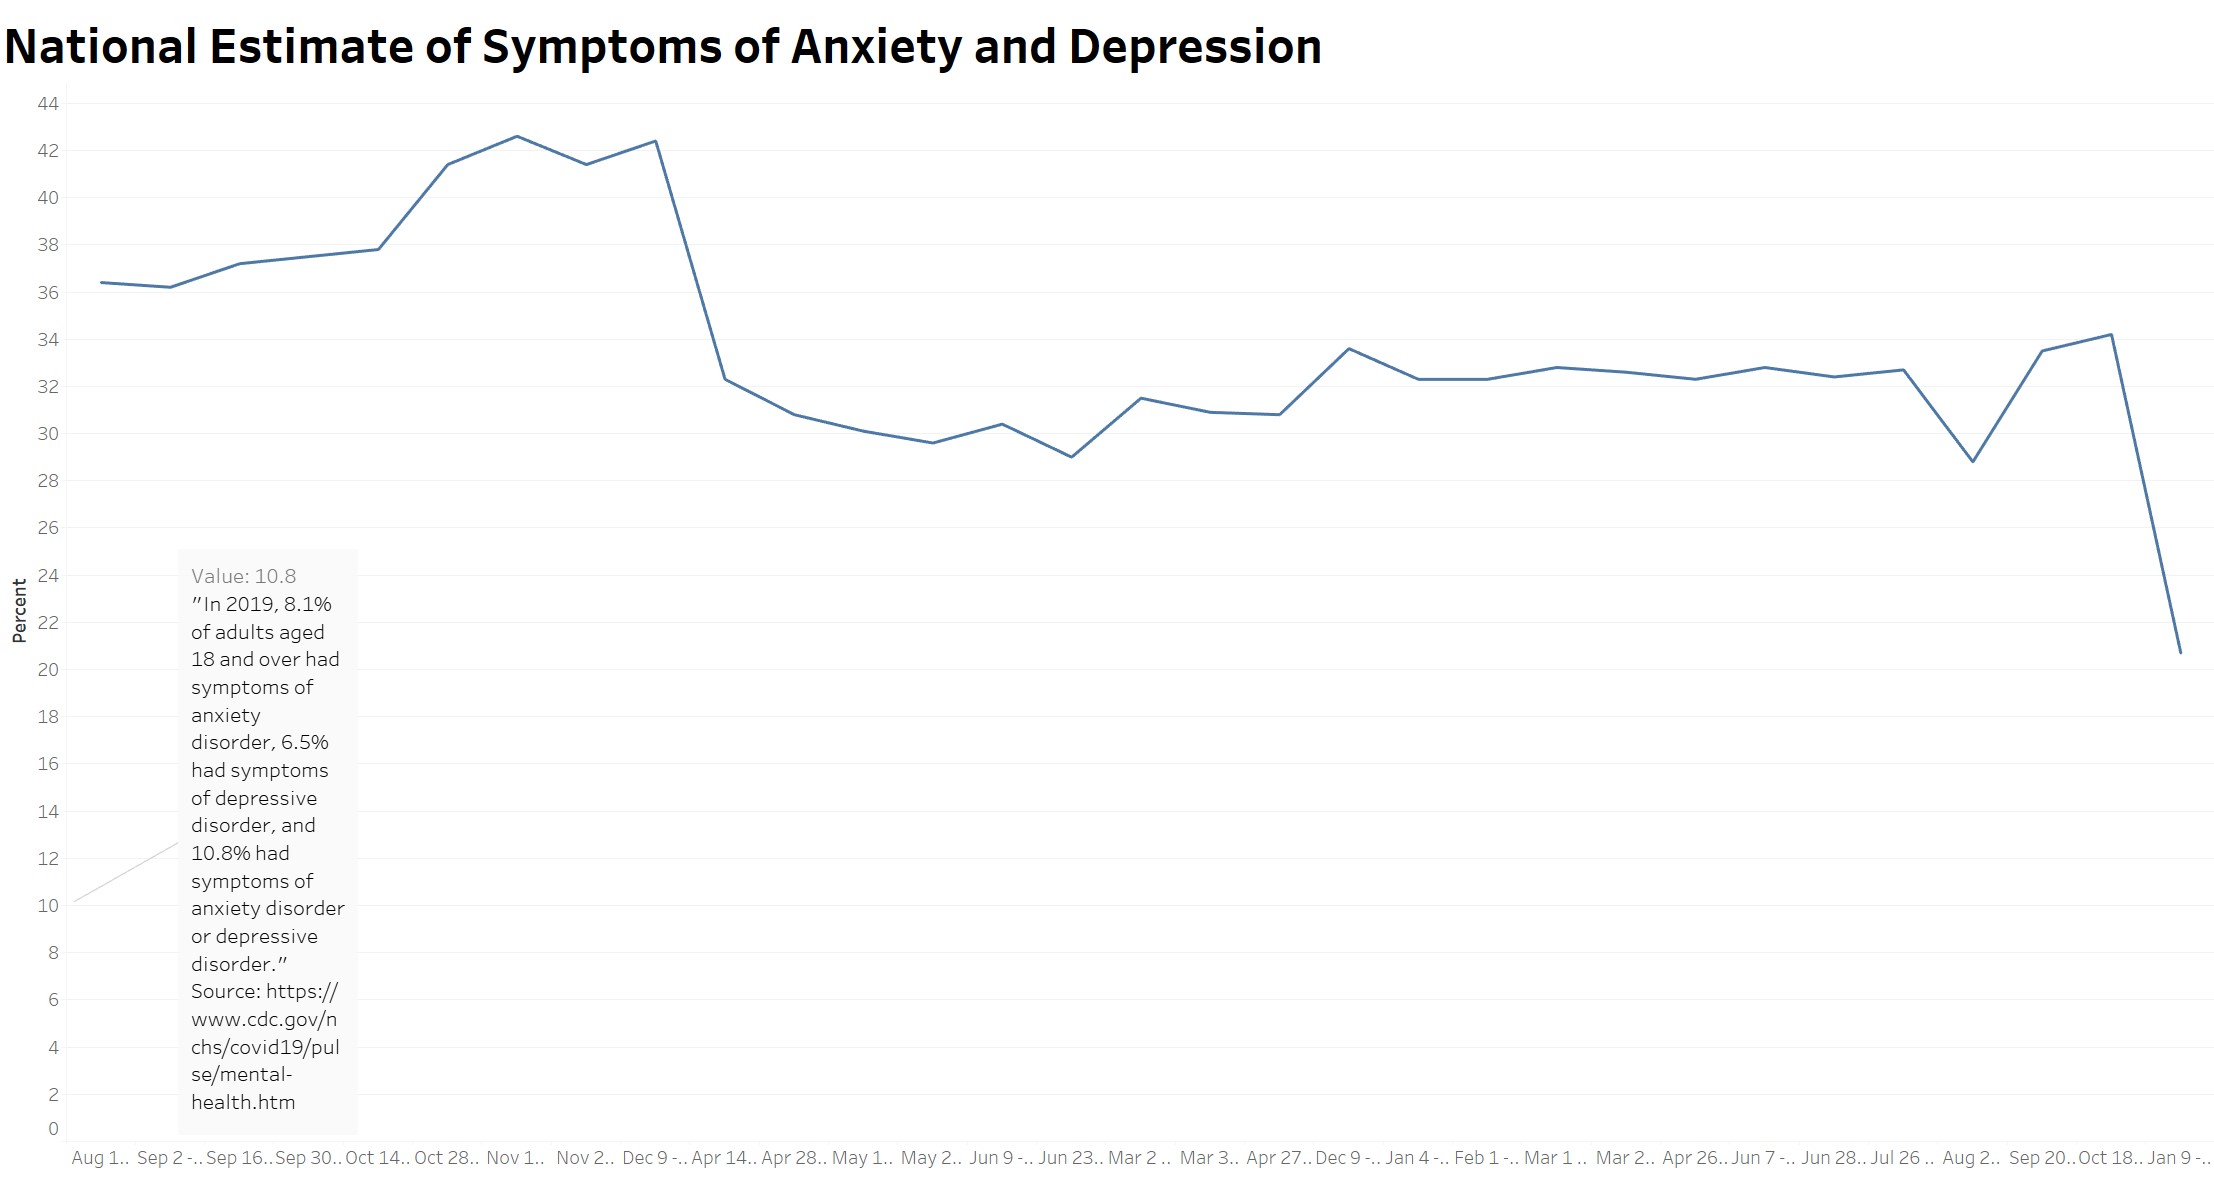 National Estimate of Symptoms of Anxiety and Depression
44
42
40
38
36
34
32
30
28
26
24
22
20
18
16
14
12
10
8
6
4
2
0
Percent
Value: 10.8
"In 2019, 8.1%
of adults aged
18 and over had
symptoms of
anxiety
disorder, 6.5%
had symptoms
of depressive
disorder, and
10.8% had
symptoms of
anxiety disorder
or depressive
disorder."
Source: https://
www.cdc.gov/n
chs/covid19/pul
se/mental-
health.htm
Aug 1.. Sep 2 -.. Sep 16.. Sep 30.. Oct 14.. Oct 28.. Nov 1.. Nov 2.. Dec 9 -.. Apr 14.. Apr 28.. May 1.. May 2.. Jun 9 -.. Jun 23.. Mar 2 .. Mar 3.. Apr 27.. Dec 9 -.. Jan 4 -.. Feb 1 -.. Mar 1 .. Mar 2.. Apr 26.. Jun 7 -.. Jun 28.. Jul 26 .. Aug 2.. Sep 20.. Oct 18.. Jan 9 -..